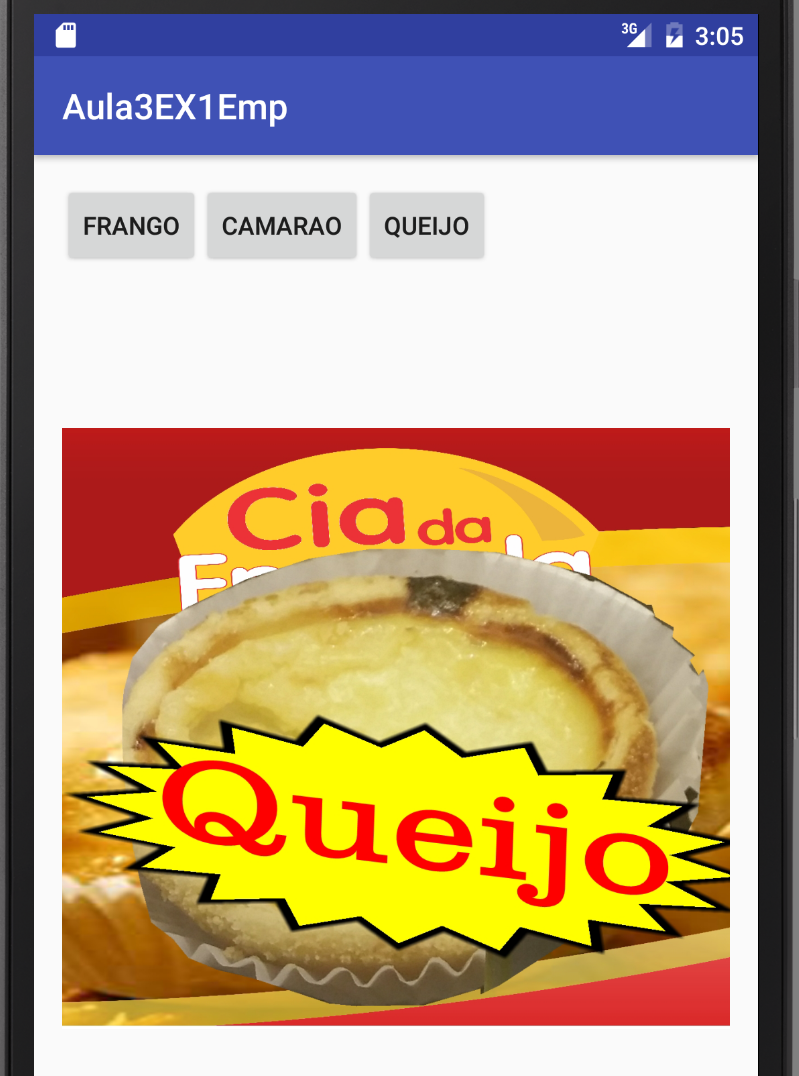 3G 3:05
Aula3EX1Emp
FRANGO CAMARAO QUEIJO
Cia da
Queijo